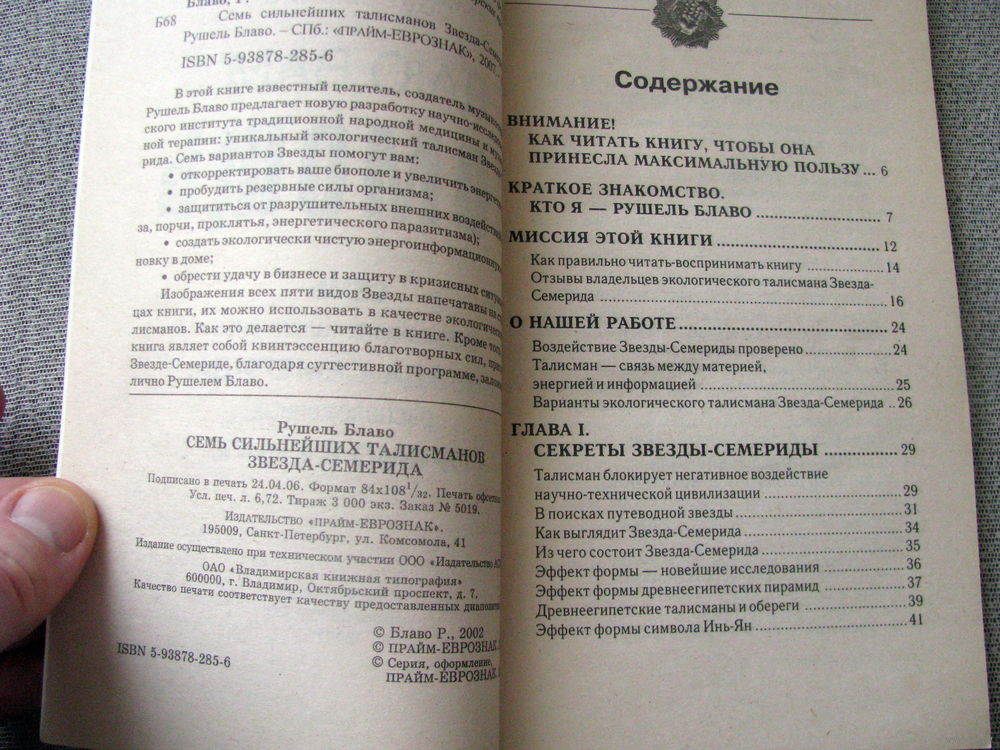 Блаво, Р.
Б68
Семь сильнейших талисманов
Рушель Блаво. – СПб.: «ПРАЙМ-ЕВРОЗНАК»,
ISBN 5-93878-285-6
В этой книге известный целитель, создатель
Рушель Блаво предлагает новую разработку
ского института традиционной народной медицины и
ной терапии: уникальный экологический талисман
рида. Семь вариантов Звезды помогут вам:
• откорректировать ваше биополе и увеличить
• пробудить резервные силы организма;
• защититься от разрушительных внешних
за, порчи, проклятья, энергетического паразитизма);
• создать экологически чистую
новку в доме;
• обрести удачу в бизнесе и защиту в кризисных
Изображения всех пяти видов Звезды напечатаны на
цах книги, их можно использовать в качестве
лисманов. Как это делается — читайте в книге. Кроме
книга являет собой квинтэссенцию благотворных сил,
Звезде-Семериде, благодаря суггестивной программе,
лично Рушелем Блаво.
Рушель Блаво
СЕМЬ СИЛЬНЕЙШИХ ТАЛИСМАНОВ
ЗВЕЗДА-СЕМЕРИДА
Подписано в печать 24.04.06. Формат 84х108 1/32. Печать
Усл. печ. л. 6,72. Тираж 3 000 экз. Заказ № 5019.
Издательство «ПРАЙМ-ЕВРОЗНАК».
195009, Санкт-Петербург, ул. Комсомола, 41
Издание осуществлено при техническом участии ООО «Издательство
ОАО «Владимирская книжная типография»
600000, г. Владимир, Октябрьский проспект, д. 7.
Качество печати соответствует качеству предоставленных
© Блаво Р., 2002
© ПРАЙМ-ЕВРОЗНАК
© Серия, оформление.
ПРАЙМ-ЕВРОЗНАК
ISBN 5-93878-285-6
Содержание
ВНИМАНИЕ!
КАК ЧИТАТЬ КНИГУ, ЧТОБЫ ОНА
ПРИНЕСЛА МАКСИМАЛЬНУЮ ПОЛЬЗУ ... 6
КРАТКОЕ ЗНАКОМСТВО.
КТО Я — РУШЕЛЬ БЛАВО ... 7
МИССИЯ ЭТОЙ КНИГИ ... 12
Как правильно читать-воспринимать книгу ... 14
Отзывы владельцев экологического талисмана Звезда-
Семерида ... 16
О НАШЕЙ РАБОТЕ ... 24
Воздействие Звезды-Семериды проверено ... 24
Талисман — связь между материей,
энергией и информацией ... 25
Варианты экологического талисмана Звезда-Семерида .. 26
ГЛАВА I.
СЕКРЕТЫ ЗВЕЗДЫ-СЕМЕРИДЫ ... 29
Талисман блокирует негативное воздействие
научно-технической цивилизации ... 29
В поисках путеводной звезды ... 31
Как выглядит Звезда-Семерида ... 34
Из чего состоит Звезда-Семерида ... 35
Эффект формы — новейшие исследования ... 36
Эффект формы древнеегипетских пирамид ... 37
Древнеегипетские талисманы и обереги ... 39
Эффект формы символа Инь-Ян ... 41